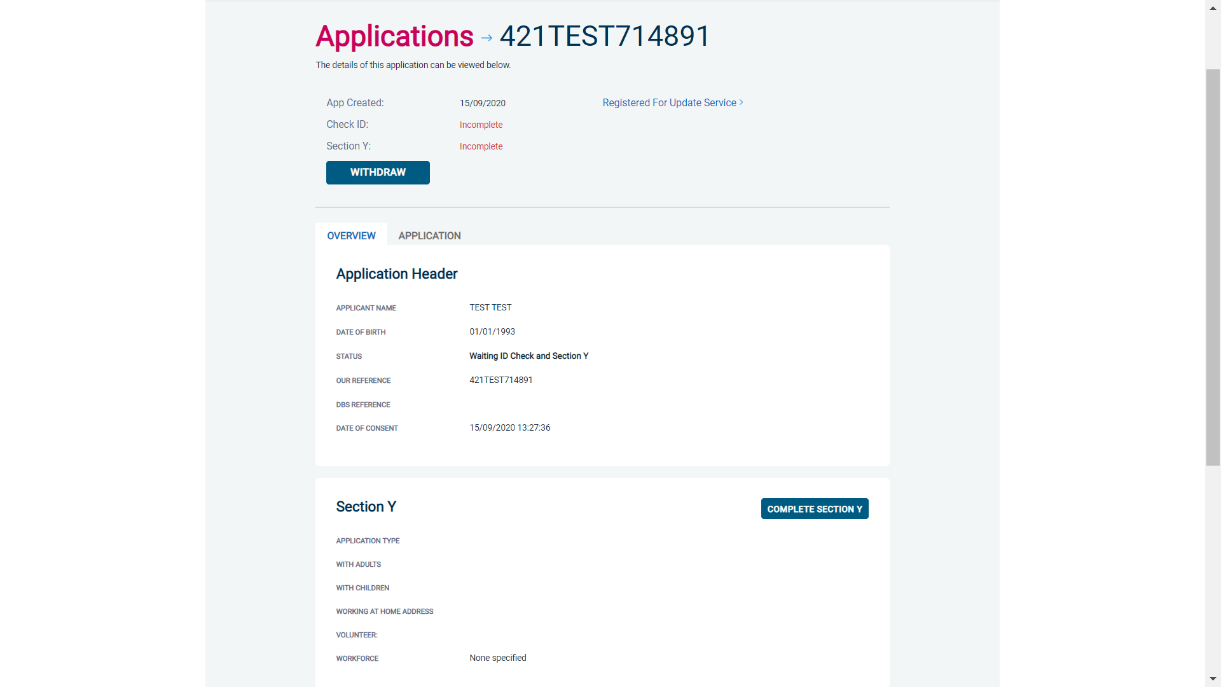 Applications → 421TEST714891
The details of this application can be viewed below.
App Created: 15/09/2020 Registered For Update Service >
Check ID: Incomplete
Section Y: Incomplete
WITHDRAW
OVERVIEW APPLICATION
Application Header
APPLICANT NAME TEST TEST
DATE OF BIRTH 01/01/1993
STATUS Waiting ID Check and Section Y
OUR REFERENCE 421TEST714891
DBS REFERENCE
DATE OF CONSENT 15/09/2020 13:27:36
Section Y COMPLETE SECTION Y
APPLICATION TYPE
WITH ADULTS
WITH CHILDREN
WORKING AT HOME ADDRESS
VOLUNTEER:
WORKFORCE None specified